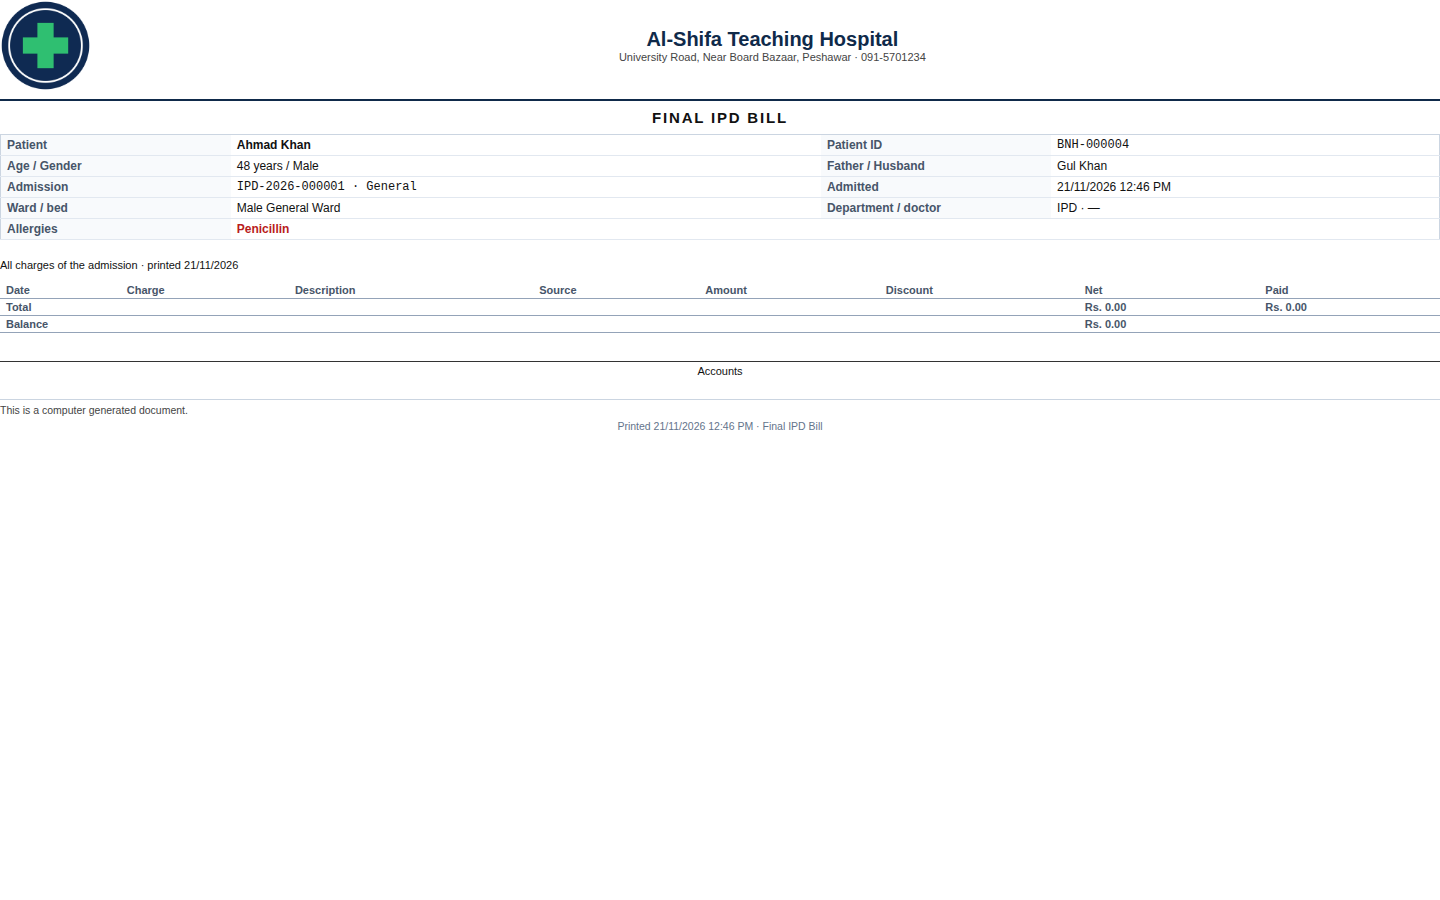 Al-Shifa Teaching Hospital
University Road, Near Board Bazaar, Peshawar · 091-5701234
FINAL IPD BILL
Patient Ahmad Khan Patient ID BNH-000004
Age / Gender 48 years / Male Father / Husband Gul Khan
Admission IPD-2026-000001 · General Admitted 21/11/2026 12:46 PM
Ward / bed Male General Ward Department / doctor IPD · —
Allergies Penicillin
All charges of the admission · printed 21/11/2026
Date Charge Description Source Amount Discount Net Paid
Total Rs. 0.00 Rs. 0.00
Balance Rs. 0.00
Accounts
This is a computer generated document.
Printed 21/11/2026 12:46 PM · Final IPD Bill